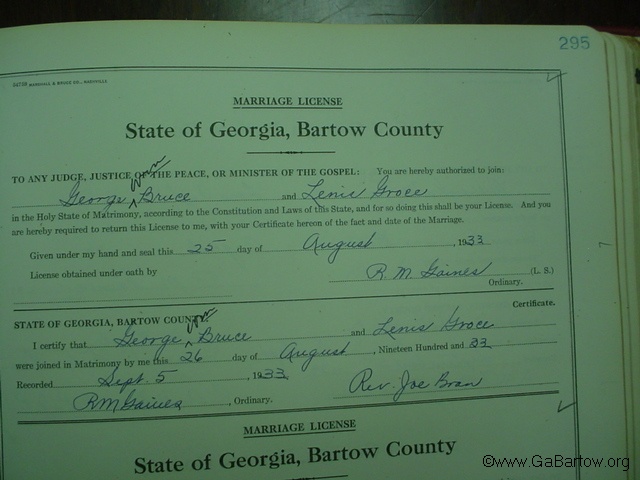 295
MARSHALL & BRUCE CO., NASHVILLE
MARRIAGE LICENSE
State of Georgia, Bartow County
TO ANY JUDGE, JUSTICE OF THE PEACE, OR MINISTER OF THE GOSPEL: You are hereby authorized to join:
Wm
George Bruce and Lenis Groce
in the Holy State of Matrimony, according to the Constitution and Laws of this State, and for so doing this shall be your License. And you
are hereby required to return this License to me, with your Certificate hereon of the fact and date of the Marriage.
Given under my hand and seal this 25 day of August, 1933
License obtained under oath by R. M. Gaines (L. S.)
Ordinary.
Certificate.
STATE OF GEORGIA, BARTOW COUNTY.
Wm
I certify that George Bruce and Lenis Groce
were joined in Matrimony by me this 26 day of August, Nineteen Hundred and 33
Recorded Sept. 5, 1933 Rev. Joe Bran
R M Gaines, Ordinary.
MARRIAGE LICENSE
State of Georgia, Bartow County
©www.GaBartow.org